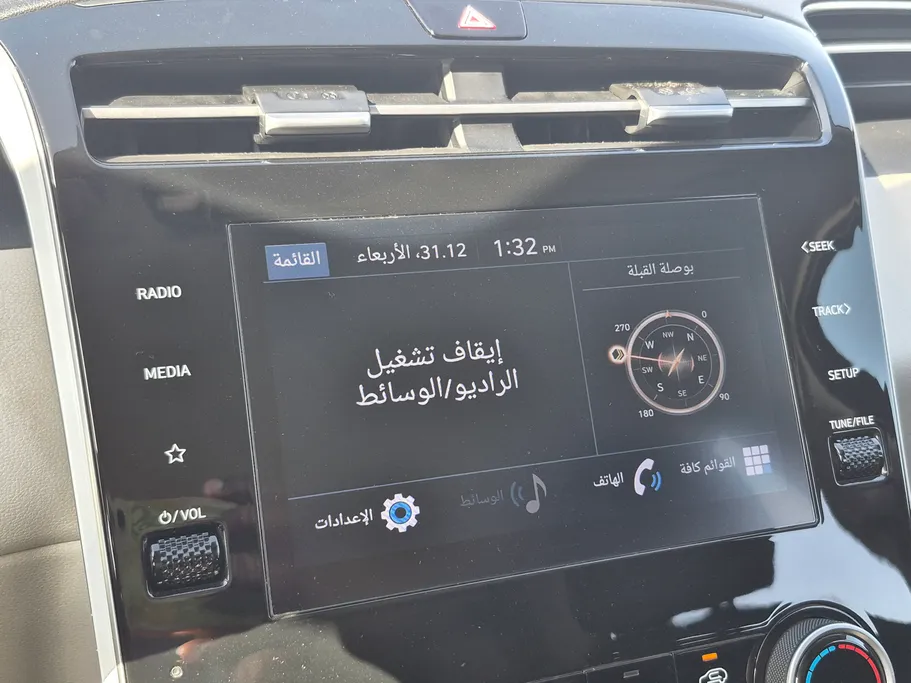 القائمة
31.12، الأربعاء
1:32 PM
بوصلة القبلة
RADIO
MEDIA
⏻/VOL
<SEEK
TRACK>
SETUP
TUNE/FILE
إيقاف تشغيل
الراديو/الوسائط
0
270
90
180
N
NE
E
SE
S
SW
W
NW
القوائم كافة
الهاتف
الوسائط
الإعدادات